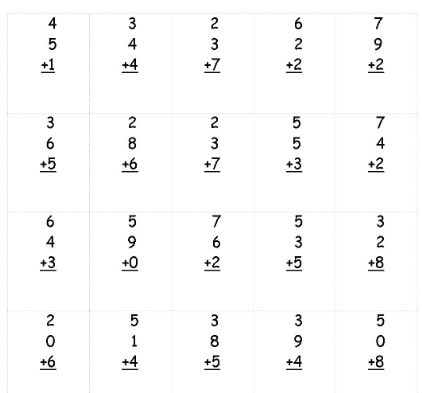 4 3 2 6 7
5 4 3 2 9
+1 +4 +7 +2 +2
3 2 2 5 7
6 8 3 5 4
+5 +6 +7 +3 +2
6 5 7 5 3
4 9 6 3 2
+3 +0 +2 +5 +8
2 5 3 3 5
0 1 8 9 0
+6 +4 +5 +4 +8